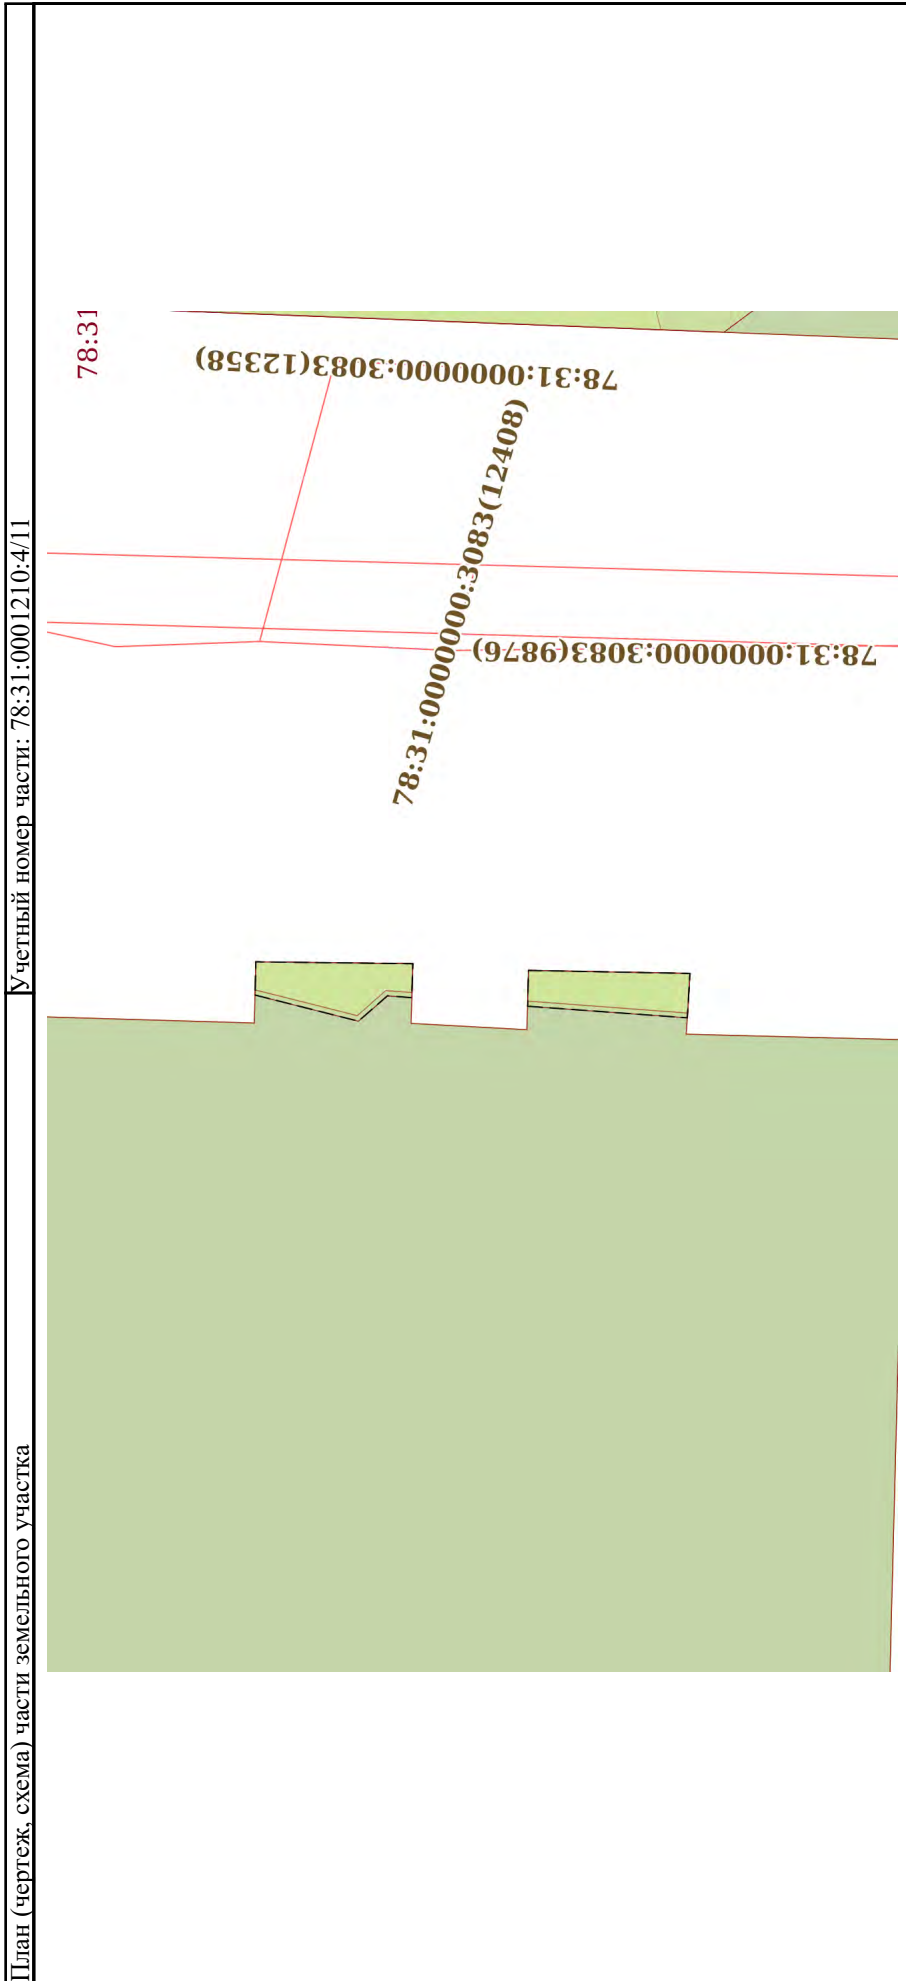 План (чертеж, схема) части земельного участка
Учетный номер части: 78:31:0001210:4/11
78:31
78:31:0000000:3083(12358)
78:31:0000000:3083(12408)
78:31:0000000:3083(9876)